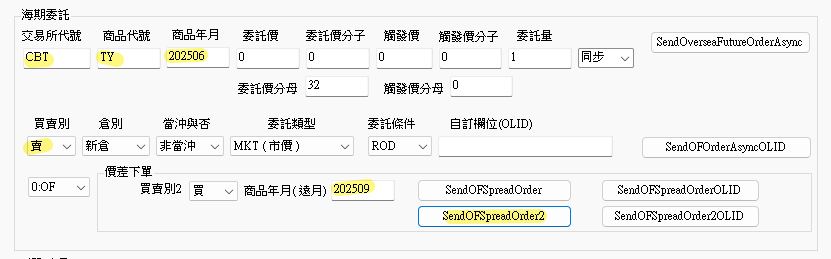 海期委託
交易所代號 商品代號 商品年月 委託價 委託價分子 觸發價 觸發價分子 委託量
CBT TY 202506 0 0 0 0 1 同步 SendOverseaFutureOrderAsync
委託價分母 32 觸發價分母 0
買賣別 倉別 當沖與否 委託類型 委託條件 自訂欄位(OLID)
賣 新倉 非當沖 MKT ( 市價 ) ROD SendOFOrderAsyncOLID
價差下單
0:OF 買賣別2 買 商品年月( 遠月) 202509 SendOFSpreadOrder SendOFSpreadOrderOLID
SendOFSpreadOrder2 SendOFSpreadOrder2OLID